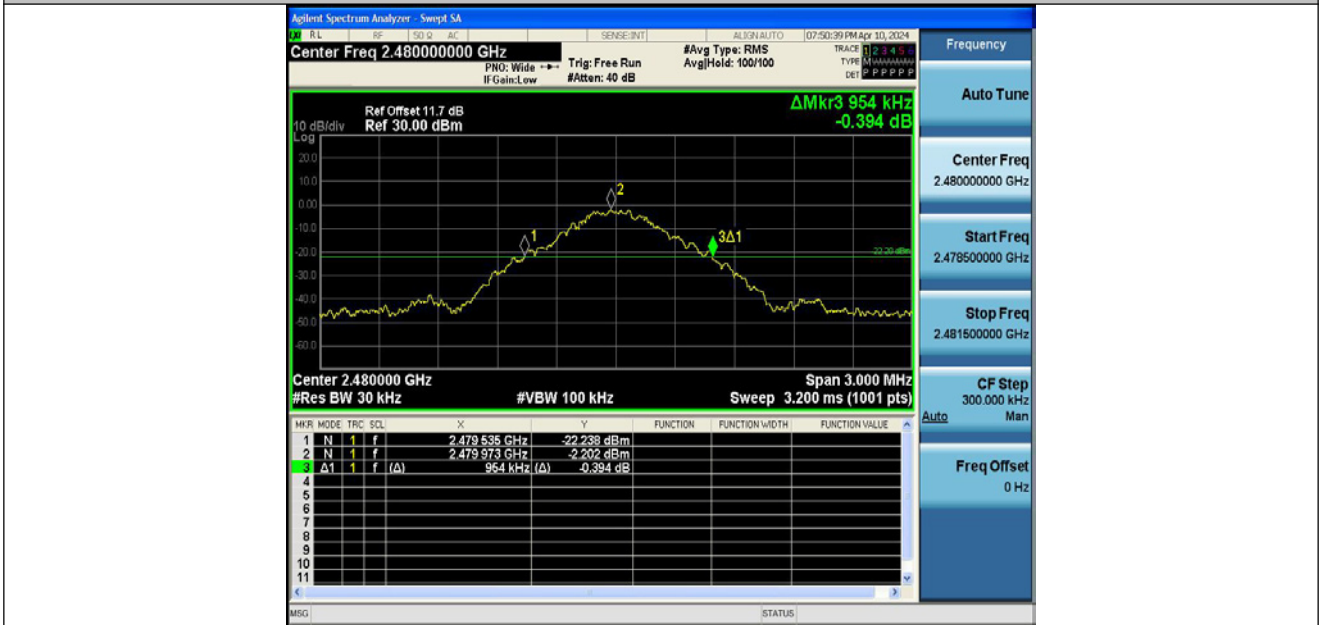 Agilent Spectrum Analyzer - Swept SA
RL RF 50 Ω AC SENSE:INT ALIGN AUTO 07:50:39 PM Apr 10, 2024
Center Freq 2.480000000 GHz
PNO: Wide
IFGain:Low
Trig: Free Run
#Atten: 40 dB
#Avg Type: RMS
Avg|Hold: 100/100
TRACE 1 2 3 4 5 6
TYPE M
DET P P P P P P
Frequency
Auto Tune
Center Freq
2.480000000 GHz
Start Freq
2.478500000 GHz
Stop Freq
2.481500000 GHz
CF Step
300.000 kHz
Auto Man
Freq Offset
0 Hz
ΔMkr3 954 kHz
-0.394 dB
Ref Offset 11.7 dB
10 dB/div Ref 30.00 dBm
Log
20.0
10.0
0.00
-10.0
-20.0
-30.0
-40.0
-50.0
-60.0
1
2
3Δ1
-22.20 dBm
Center 2.480000 GHz Span 3.000 MHz
#Res BW 30 kHz #VBW 100 kHz Sweep 3.200 ms (1001 pts)
MKR MODE TRC SCL X Y FUNCTION FUNCTION WIDTH FUNCTION VALUE
1 N 1 f 2.479 535 GHz -22.238 dBm
2 N 1 f 2.479 973 GHz -2.202 dBm
3 Δ1 1 f (Δ) 954 kHz (Δ) -0.394 dB
4
5
6
7
8
9
10
11
MSG STATUS